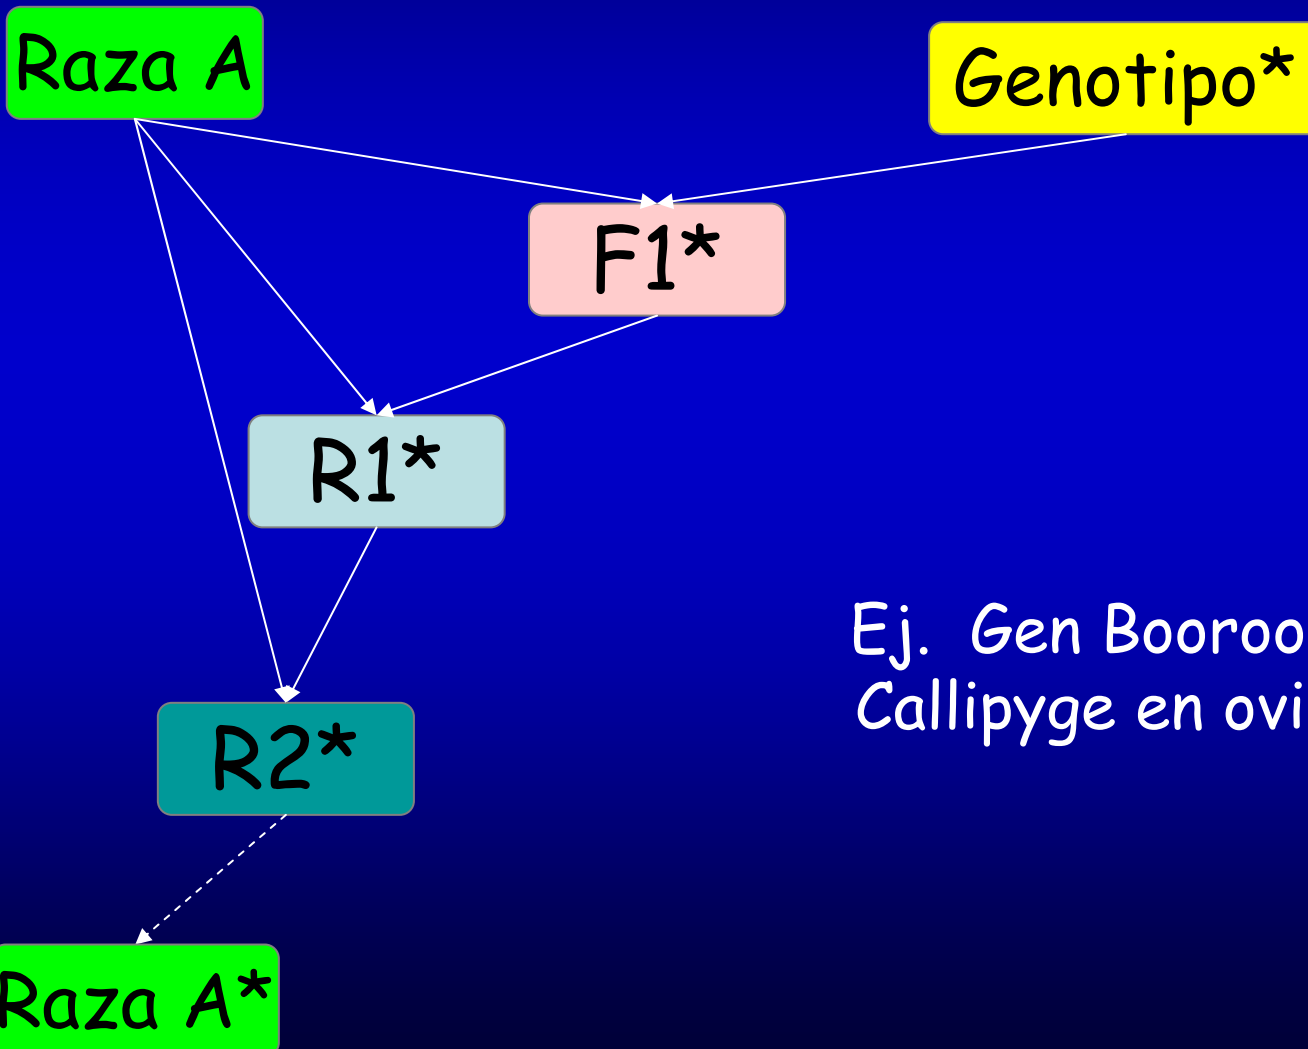 Raza A
Genotipo*
F1*
R1*
Ej. Gen Booroo
Callipyge en ovi
R2*
Raza A*